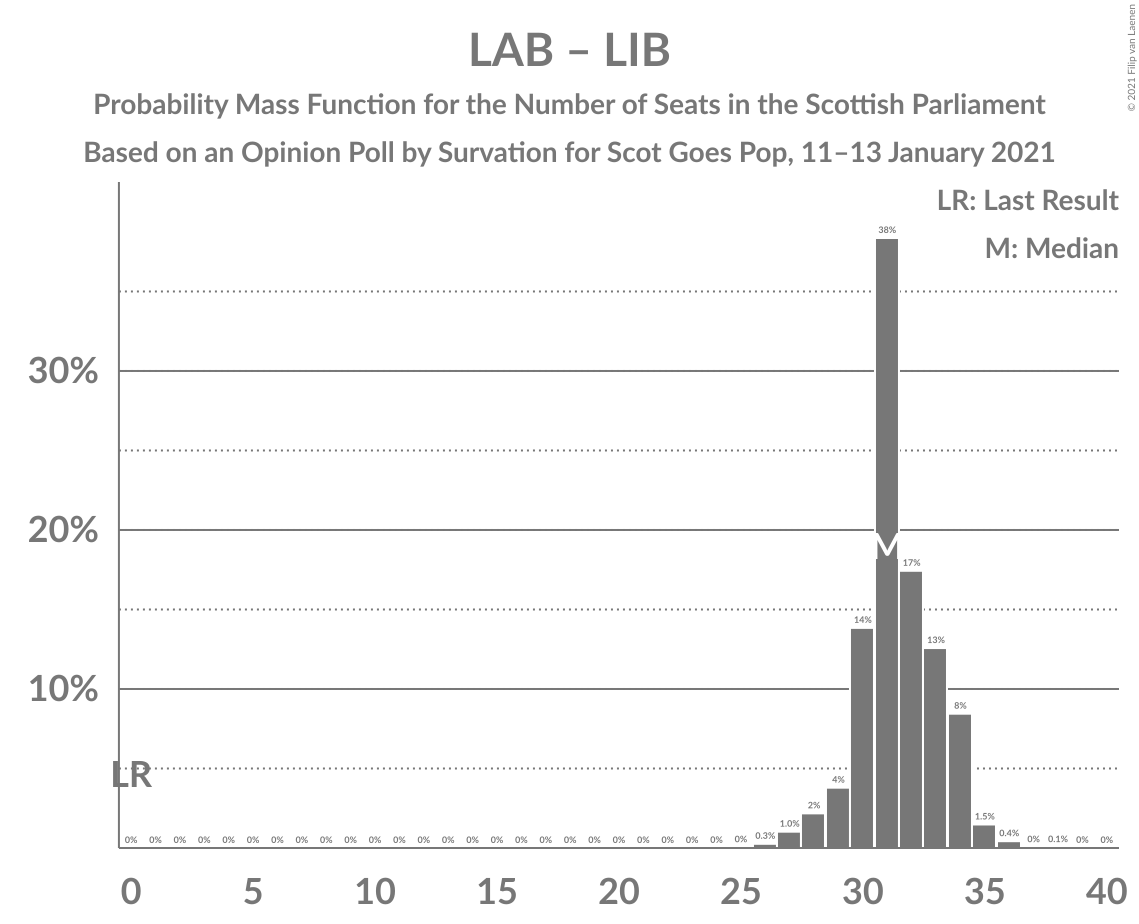 LAB – LIB
Probability Mass Function for the Number of Seats in the Scottish Parliament
Based on an Opinion Poll by Survation for Scot Goes Pop, 11–13 January 2021
© 2021 Filip van Laenen
LR: Last Result
M: Median
38%
30%
20%
M
17%
14%
13%
10%
8%
LR
4%
2%
1.5%
0% 0% 0% 0% 0% 0% 0% 0% 0% 0% 0% 0% 0% 0% 0% 0% 0% 0% 0% 0% 0% 0% 0% 0% 0% 0% 0.3% 1.0% 0.4% 0% 0.1% 0% 0%
0 5 10 15 20 25 30 35 40